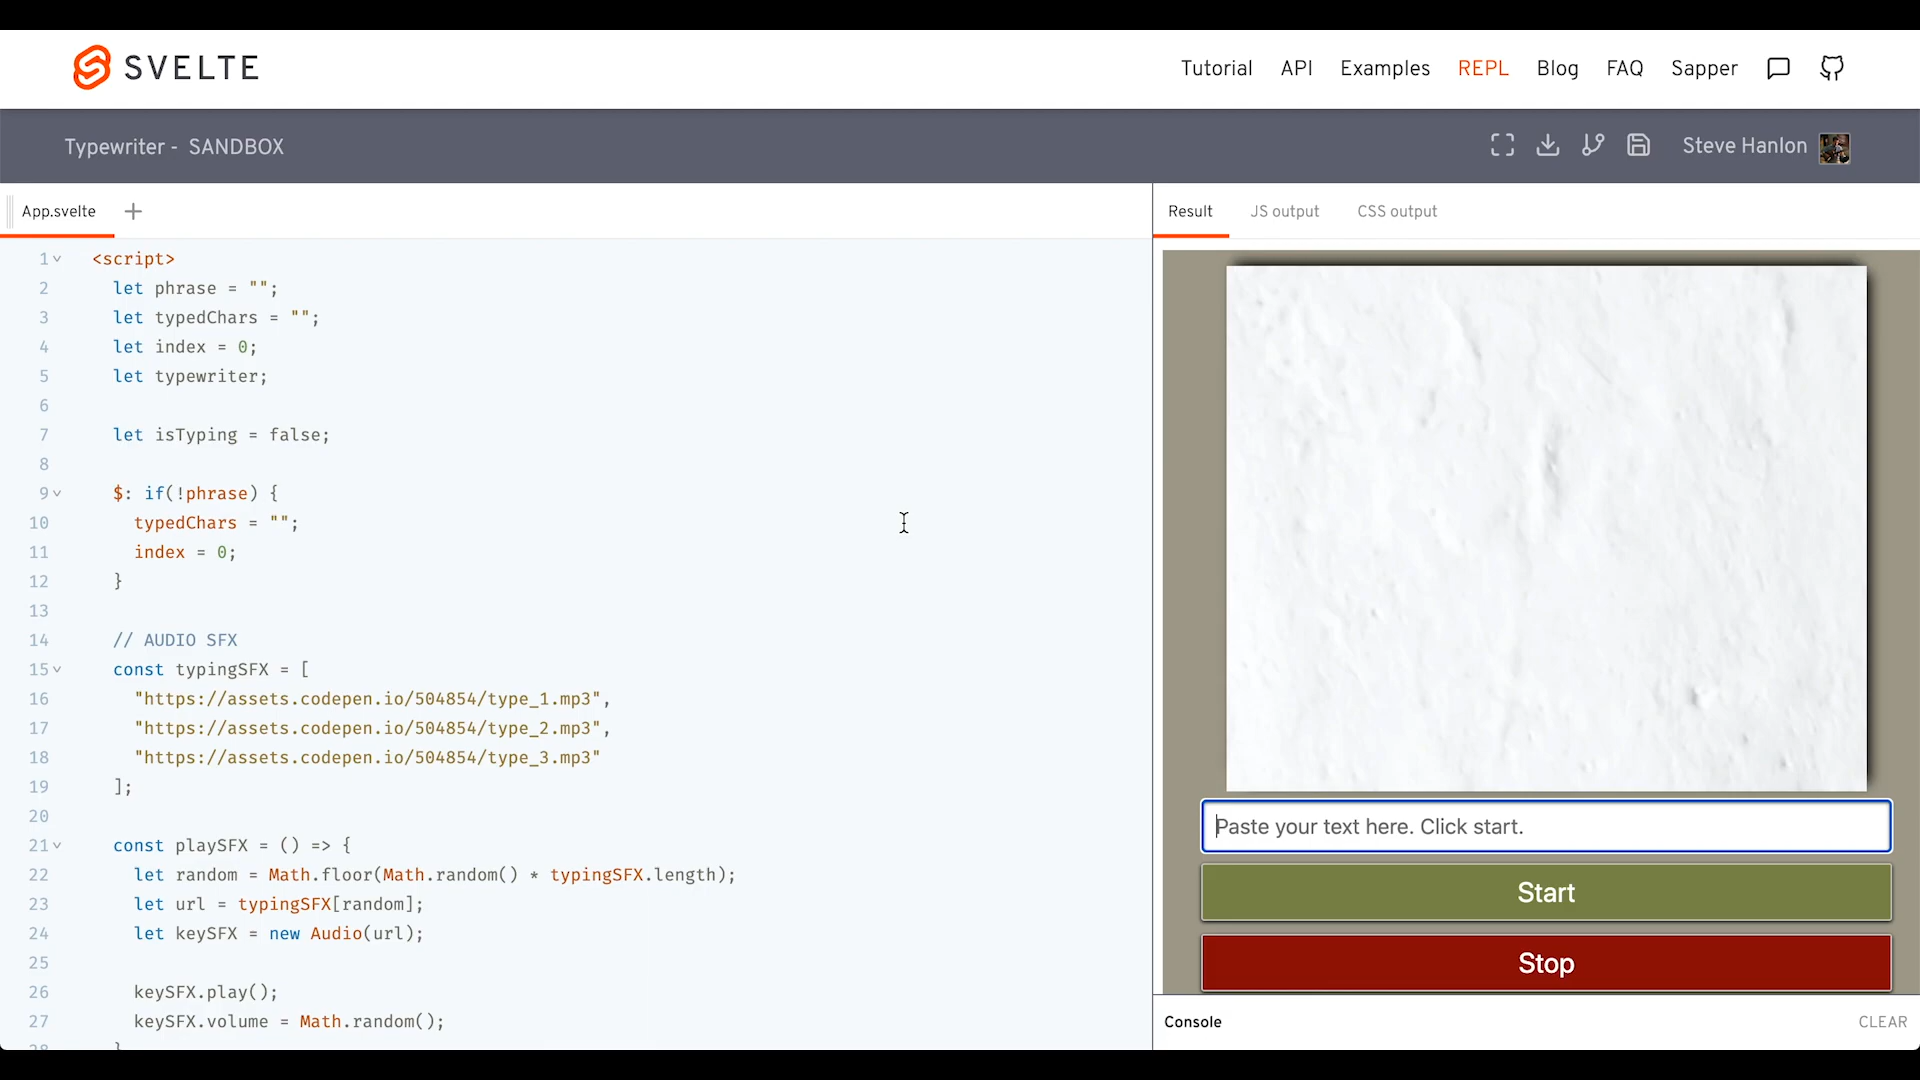 SVELTE
Tutorial API Examples REPL Blog FAQ Sapper
Typewriter - SANDBOX
Steve Hanlon
App.svelte +
1 <script>
2 let phrase = "";
3 let typedChars = "";
4 let index = 0;
5 let typewriter;
6
7 let isTyping = false;
8
9 $: if(!phrase) {
10 typedChars = "";
11 index = 0;
12 }
13
14 // AUDIO SFX
15 const typingSFX = [
16 "https://assets.codepen.io/504854/type_1.mp3",
17 "https://assets.codepen.io/504854/type_2.mp3",
18 "https://assets.codepen.io/504854/type_3.mp3"
19 ];
20
21 const playSFX = () => {
22 let random = Math.floor(Math.random() * typingSFX.length);
23 let url = typingSFX[random];
24 let keySFX = new Audio(url);
25
26 keySFX.play();
27 keySFX.volume = Math.random();
28 }
Result JS output CSS output
Paste your text here. Click start.
Start
Stop
Console CLEAR